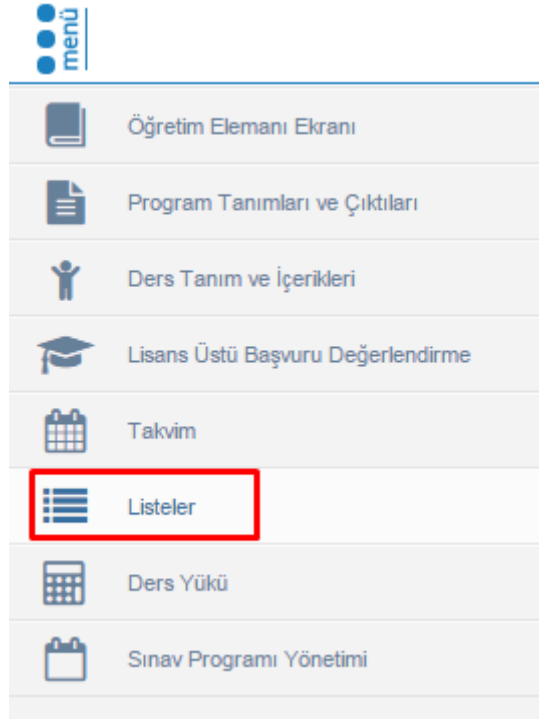 menü
Öğretim Elemanı Ekranı
Program Tanımları ve Çıktıları
Ders Tanım ve İçerikleri
Lisans Üstü Başvuru Değerlendirme
Takvim
Listeler
Ders Yükü
Sınav Programı Yönetimi